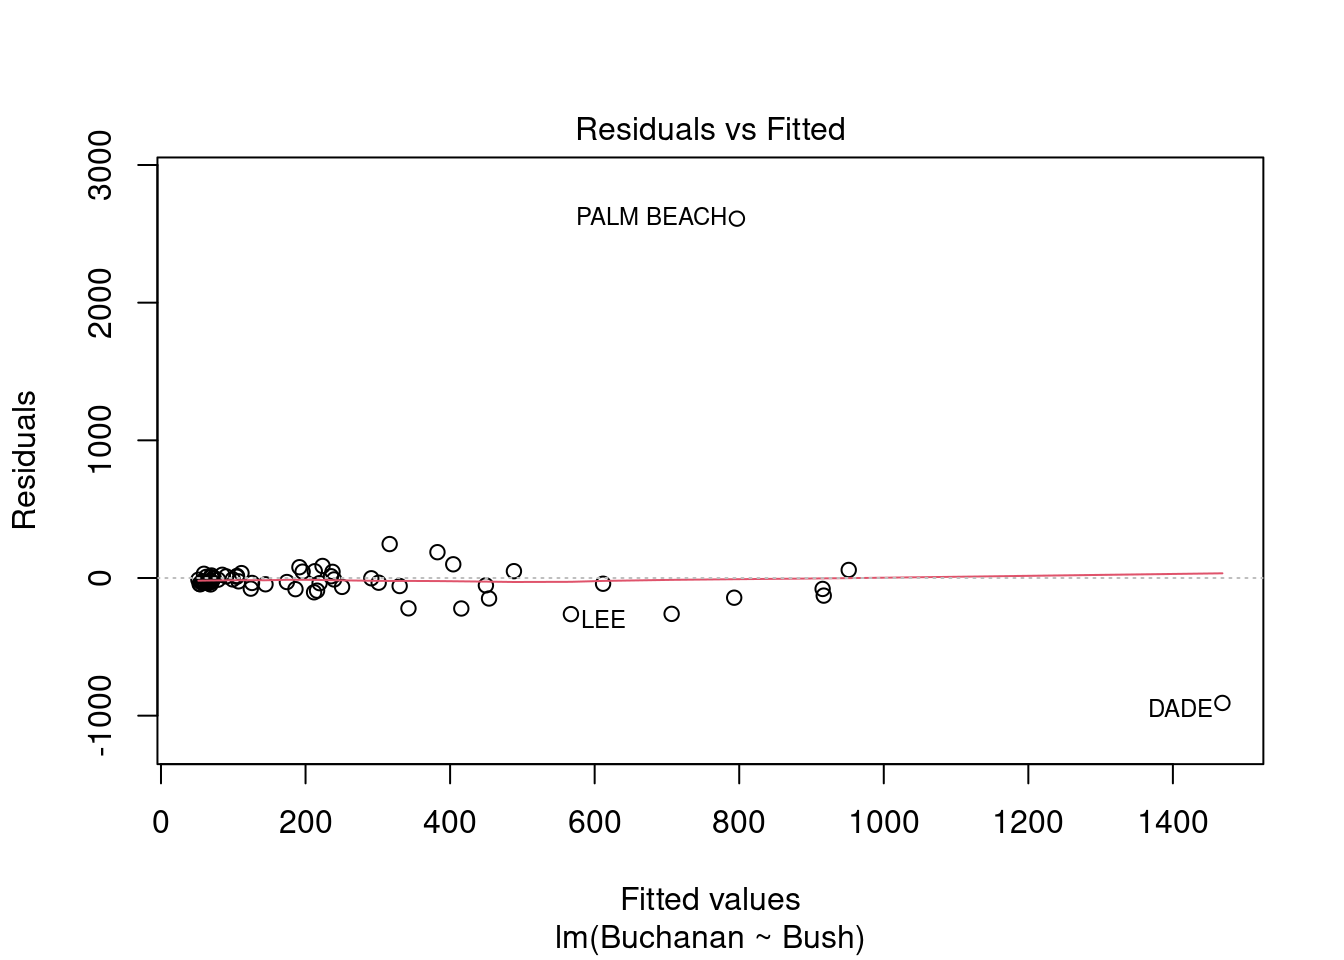 Residuals vs Fitted
3000
2000
1000
0
-1000
Residuals
PALM BEACH
LEE
DADE
0 200 400 600 800 1000 1200 1400
Fitted values
lm(Buchanan ~ Bush)